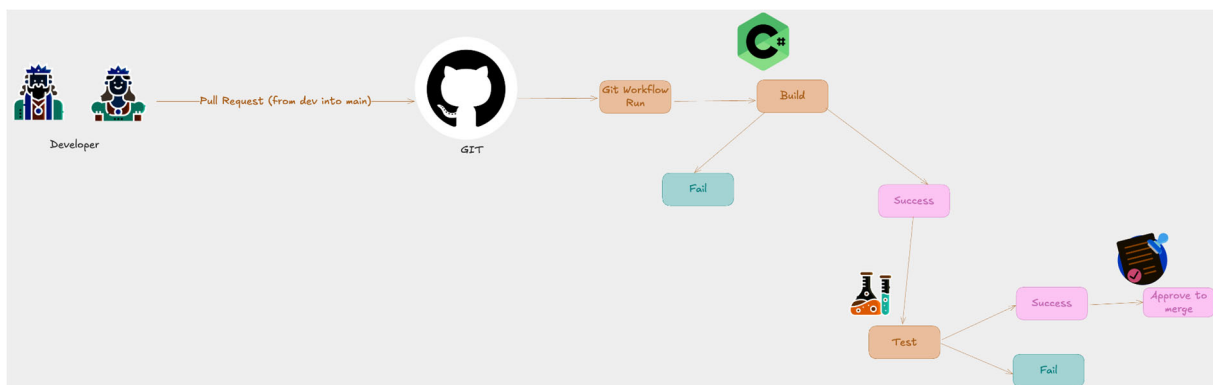 C#
Pull Request (from dev into main)
Developer
GIT
Git Workflow
Run
Build
Fail
Success
Test
Success
Approve to
merge
Fail